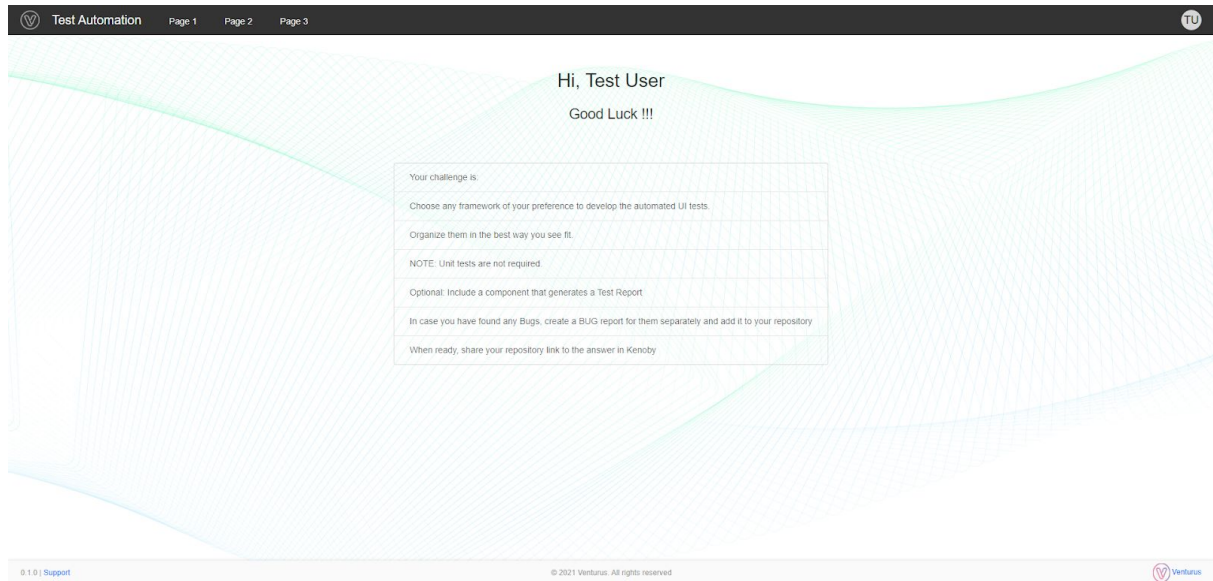 Test Automation Page 1 Page 2 Page 3 TU
Hi, Test User
Good Luck !!!
Your challenge is:
Choose any framework of your preference to develop the automated UI tests.
Organize them in the best way you see fit.
NOTE: Unit tests are not required.
Optional: Include a component that generates a Test Report
In case you have found any Bugs, create a BUG report for them separately and add it to your repository
When ready, share your repository link to the answer in Kenoby
0.1.0 | Support © 2021 Venturus. All rights reserved Venturus